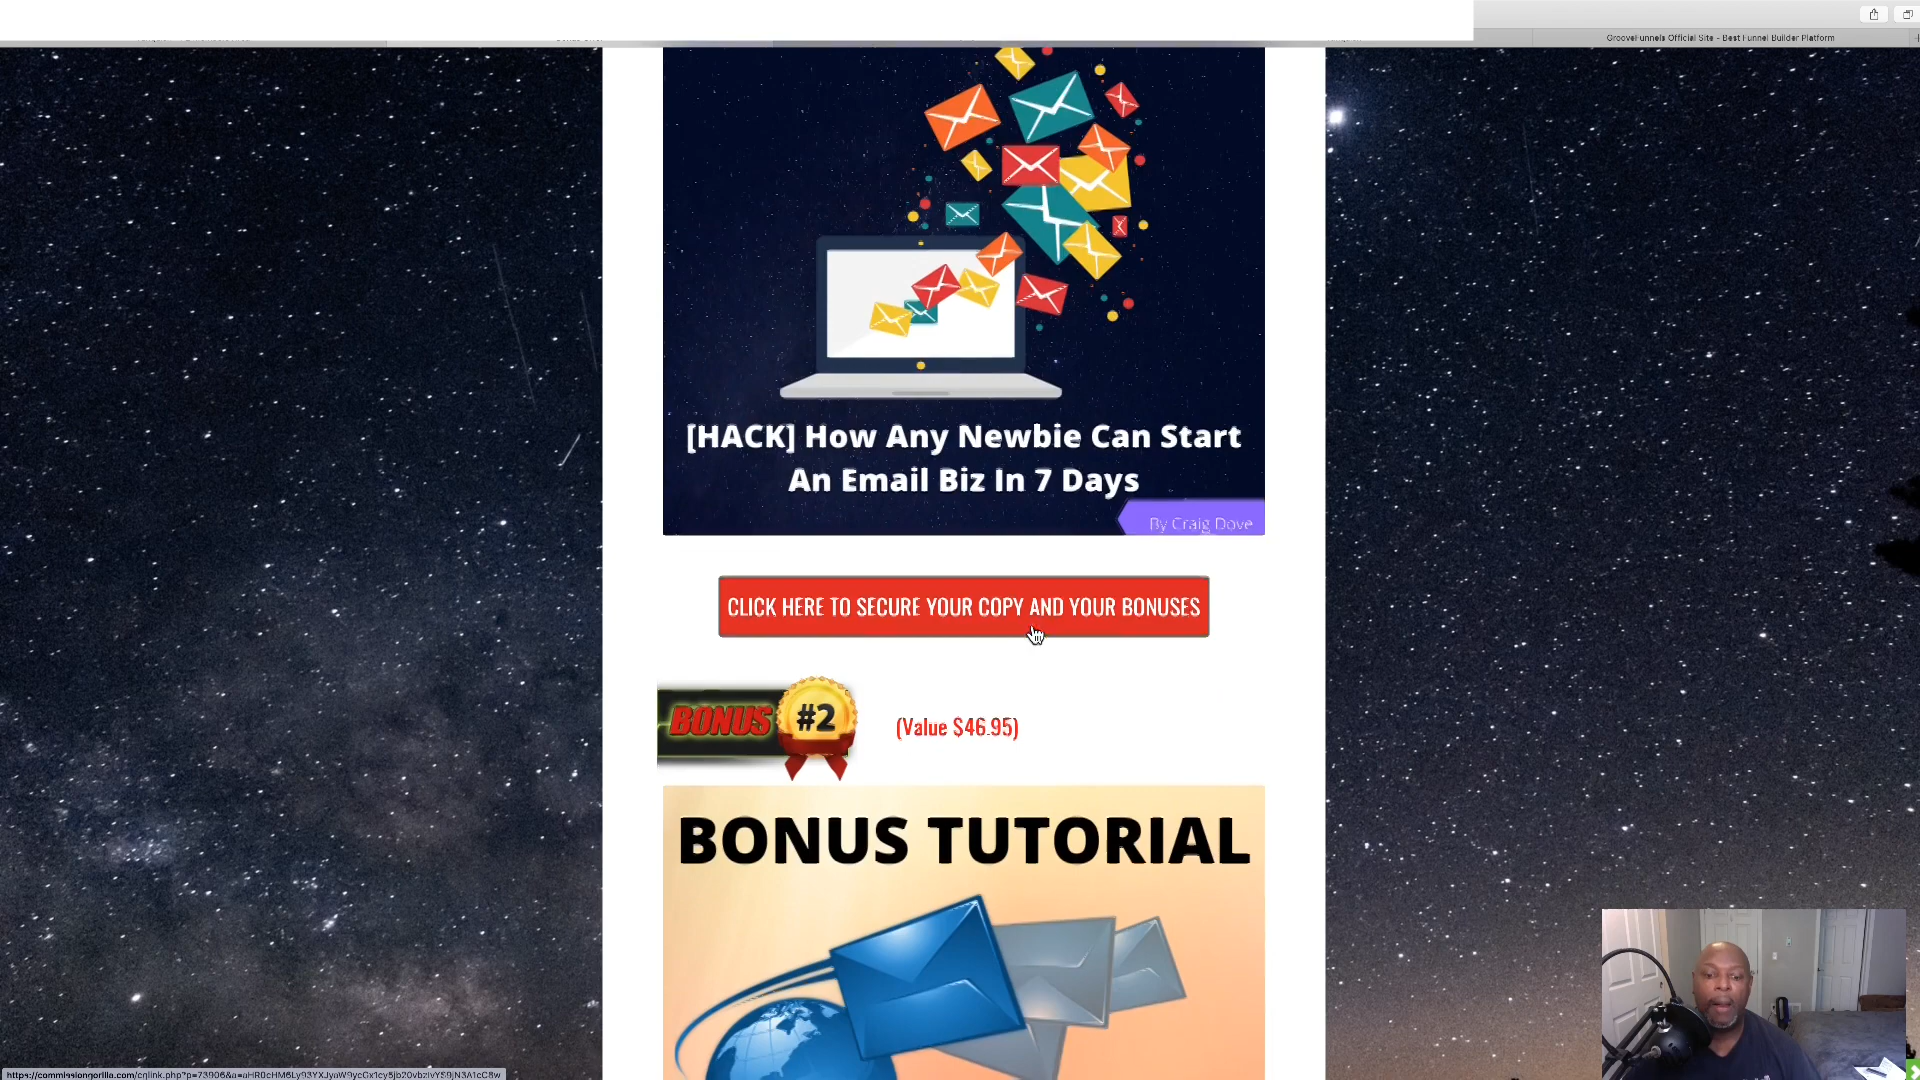 GrooveFunnels Official Site - Best Funnel Builder Platform
[HACK] How Any Newbie Can Start
An Email Biz In 7 Days
By Craig Dove
CLICK HERE TO SECURE YOUR COPY AND YOUR BONUSES
BONUS #2
(Value $46.95)
BONUS TUTORIAL